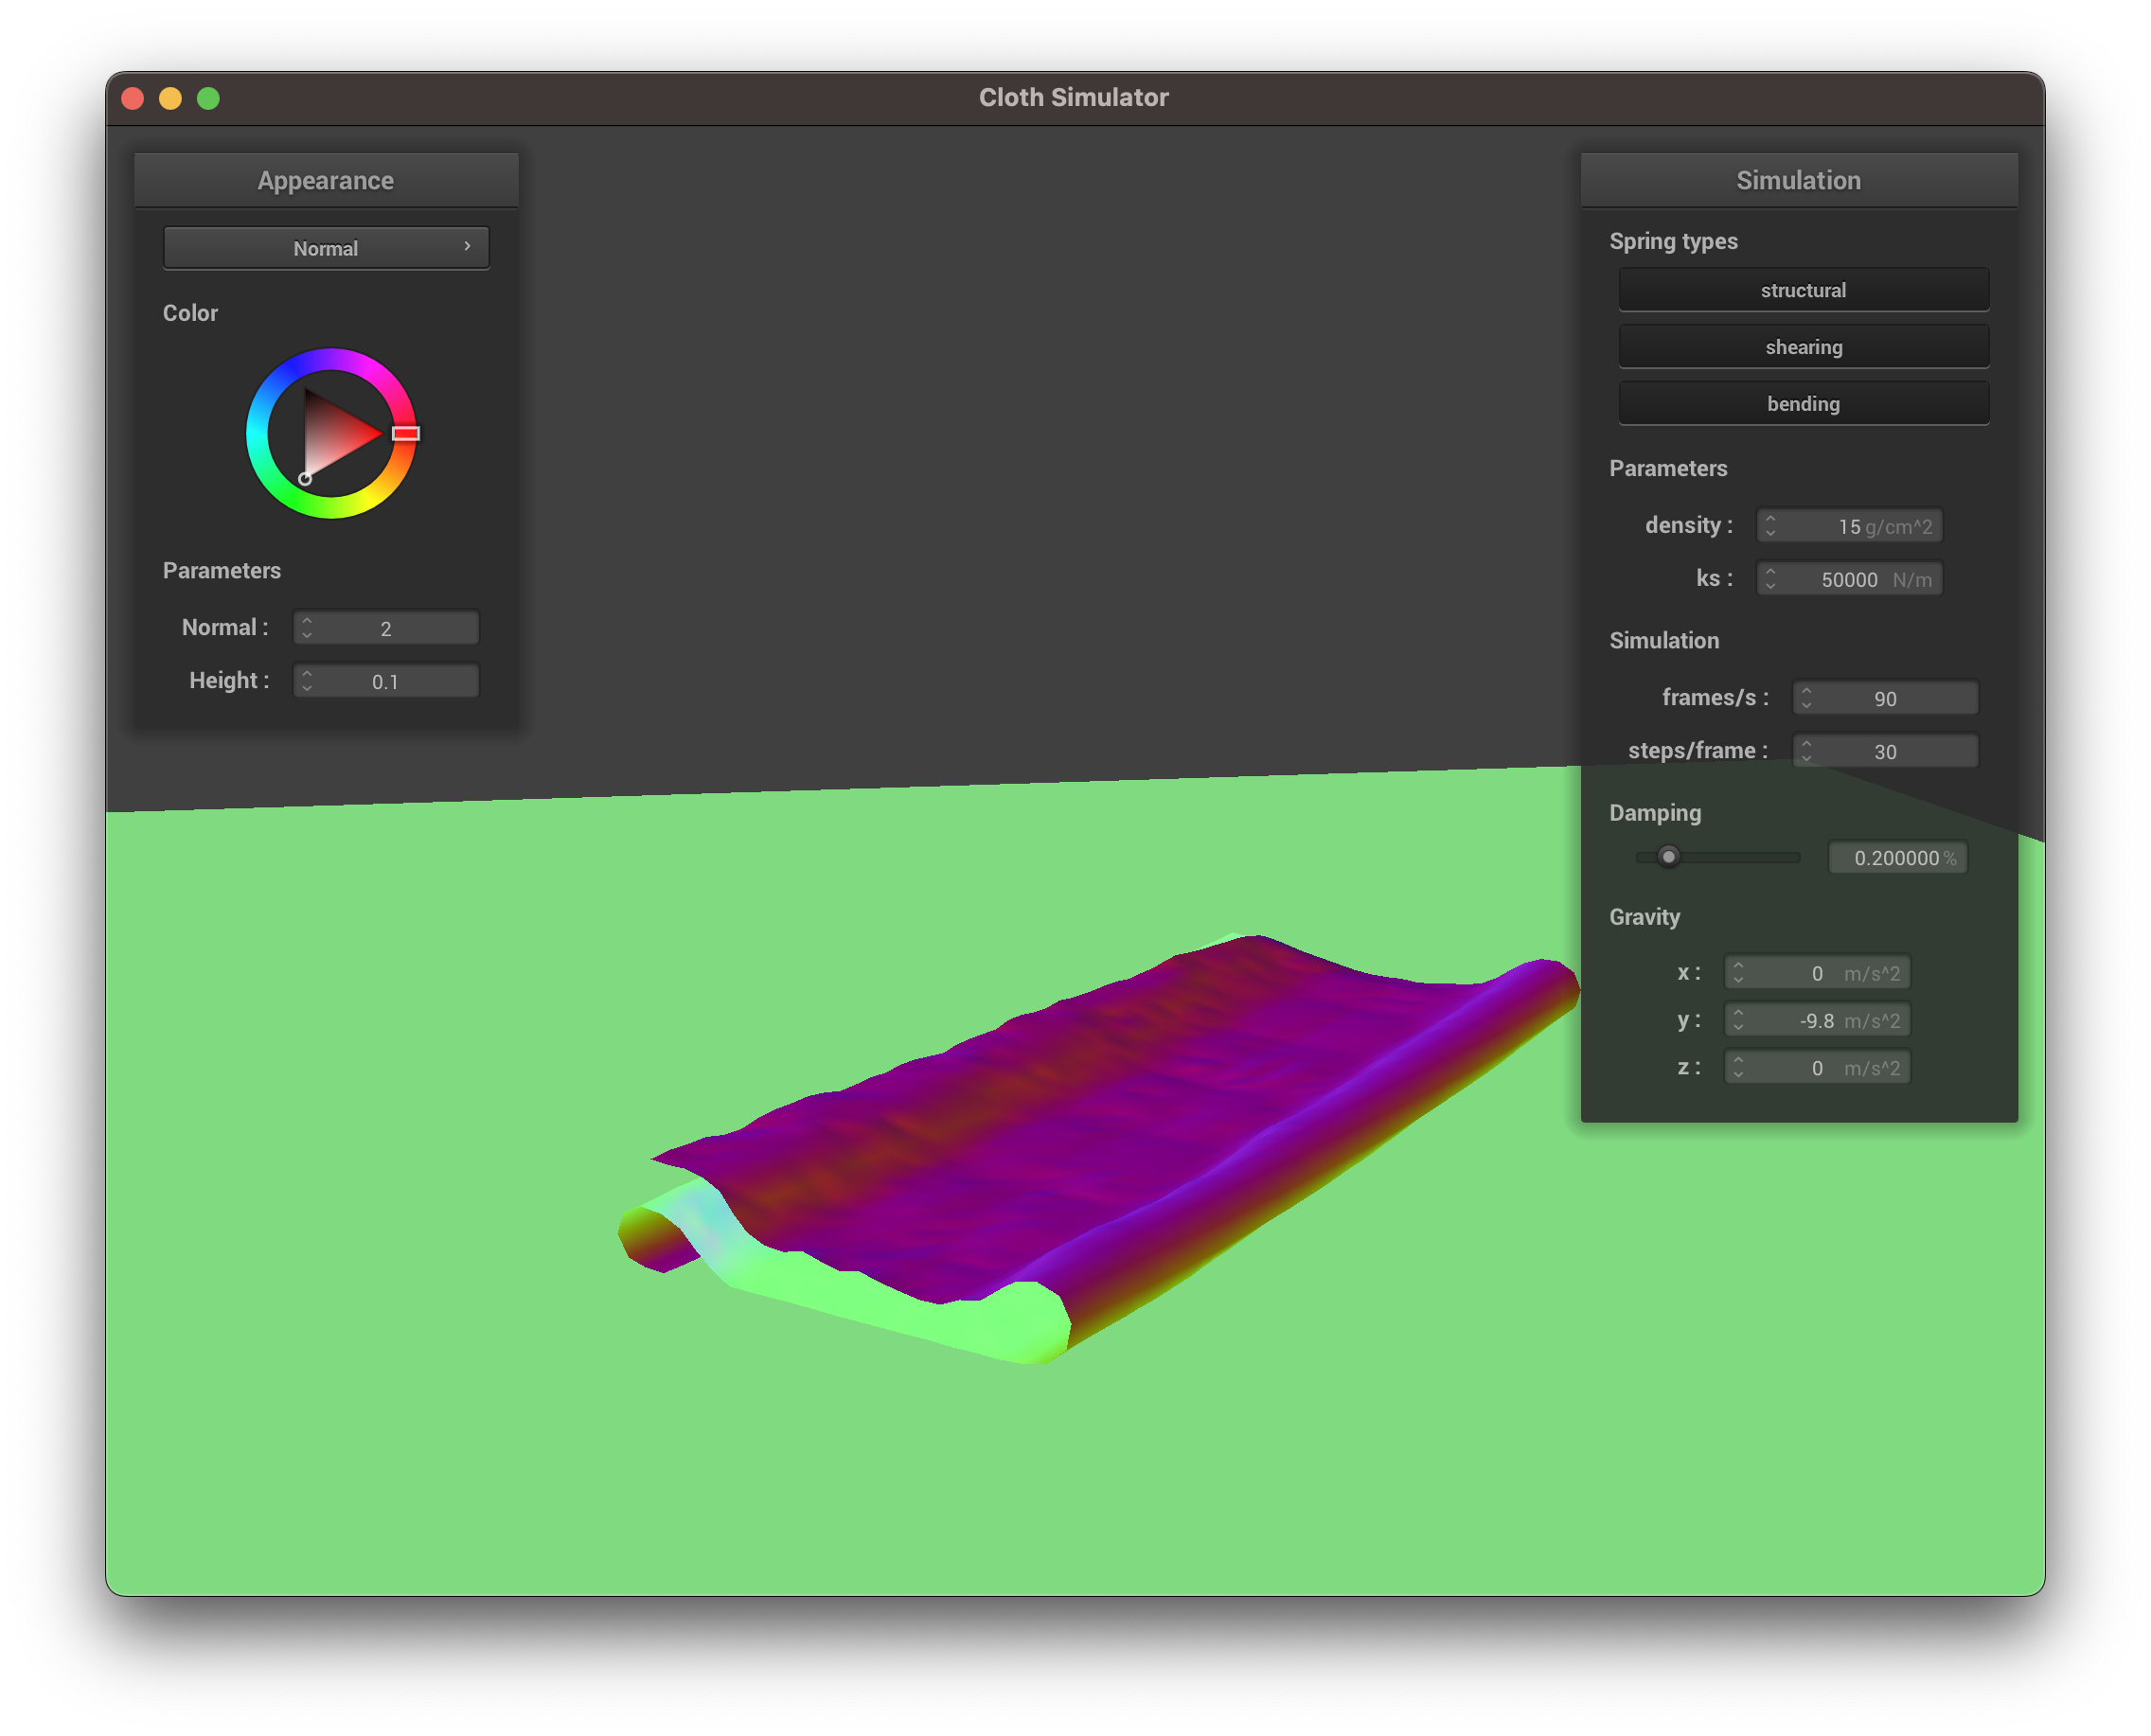 Cloth Simulator
Appearance
Normal
Color
Parameters
Normal : 2
Height : 0.1
Simulation
Spring types
structural
shearing
bending
Parameters
density : 15 g/cm^2
ks : 50000 N/m
Simulation
frames/s : 90
steps/frame : 30
Damping
0.200000 %
Gravity
x : 0 m/s^2
y : -9.8 m/s^2
z : 0 m/s^2